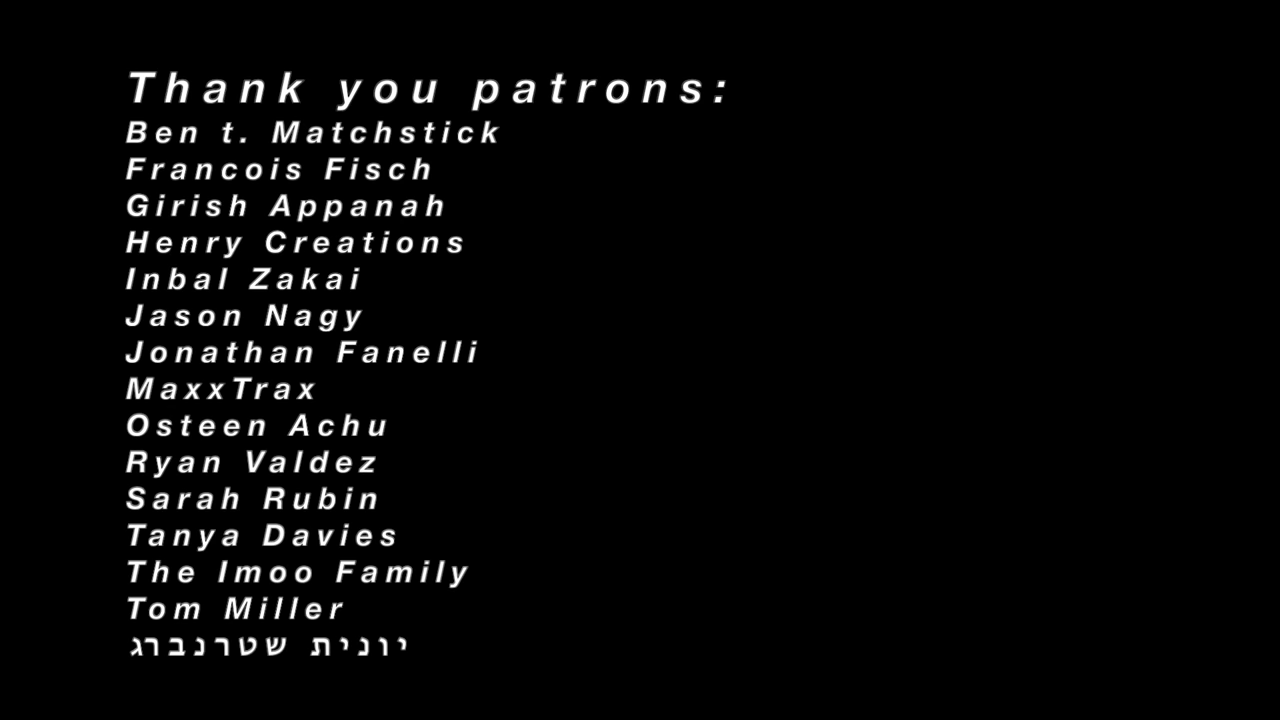 Thank you patrons:
Ben t. Matchstick
Francois Fisch
Girish Appanah
Henry Creations
Inbal Zakai
Jason Nagy
Jonathan Fanelli
MaxxTrax
Osteen Achu
Ryan Valdez
Sarah Rubin
Tanya Davies
The Imoo Family
Tom Miller
יונית שטרנברג